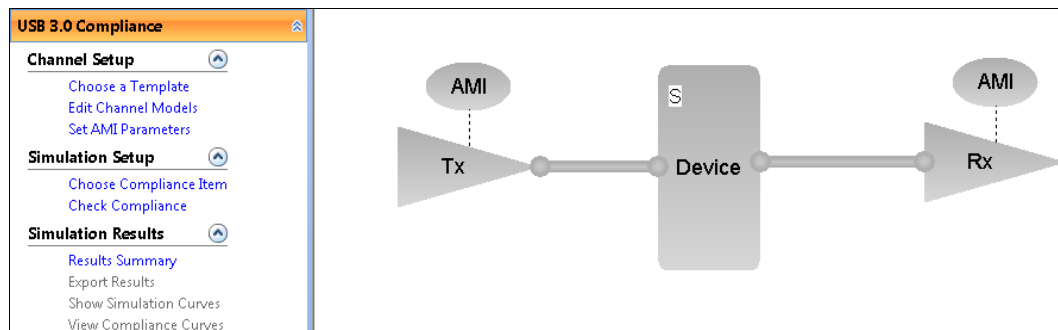 USB 3.0 Compliance
Channel Setup
Choose a Template
Edit Channel Models
Set AMI Parameters
Simulation Setup
Choose Compliance Item
Check Compliance
Simulation Results
Results Summary
Export Results
Show Simulation Curves
View Compliance Curves
AMI
Tx
S
Device
AMI
Rx